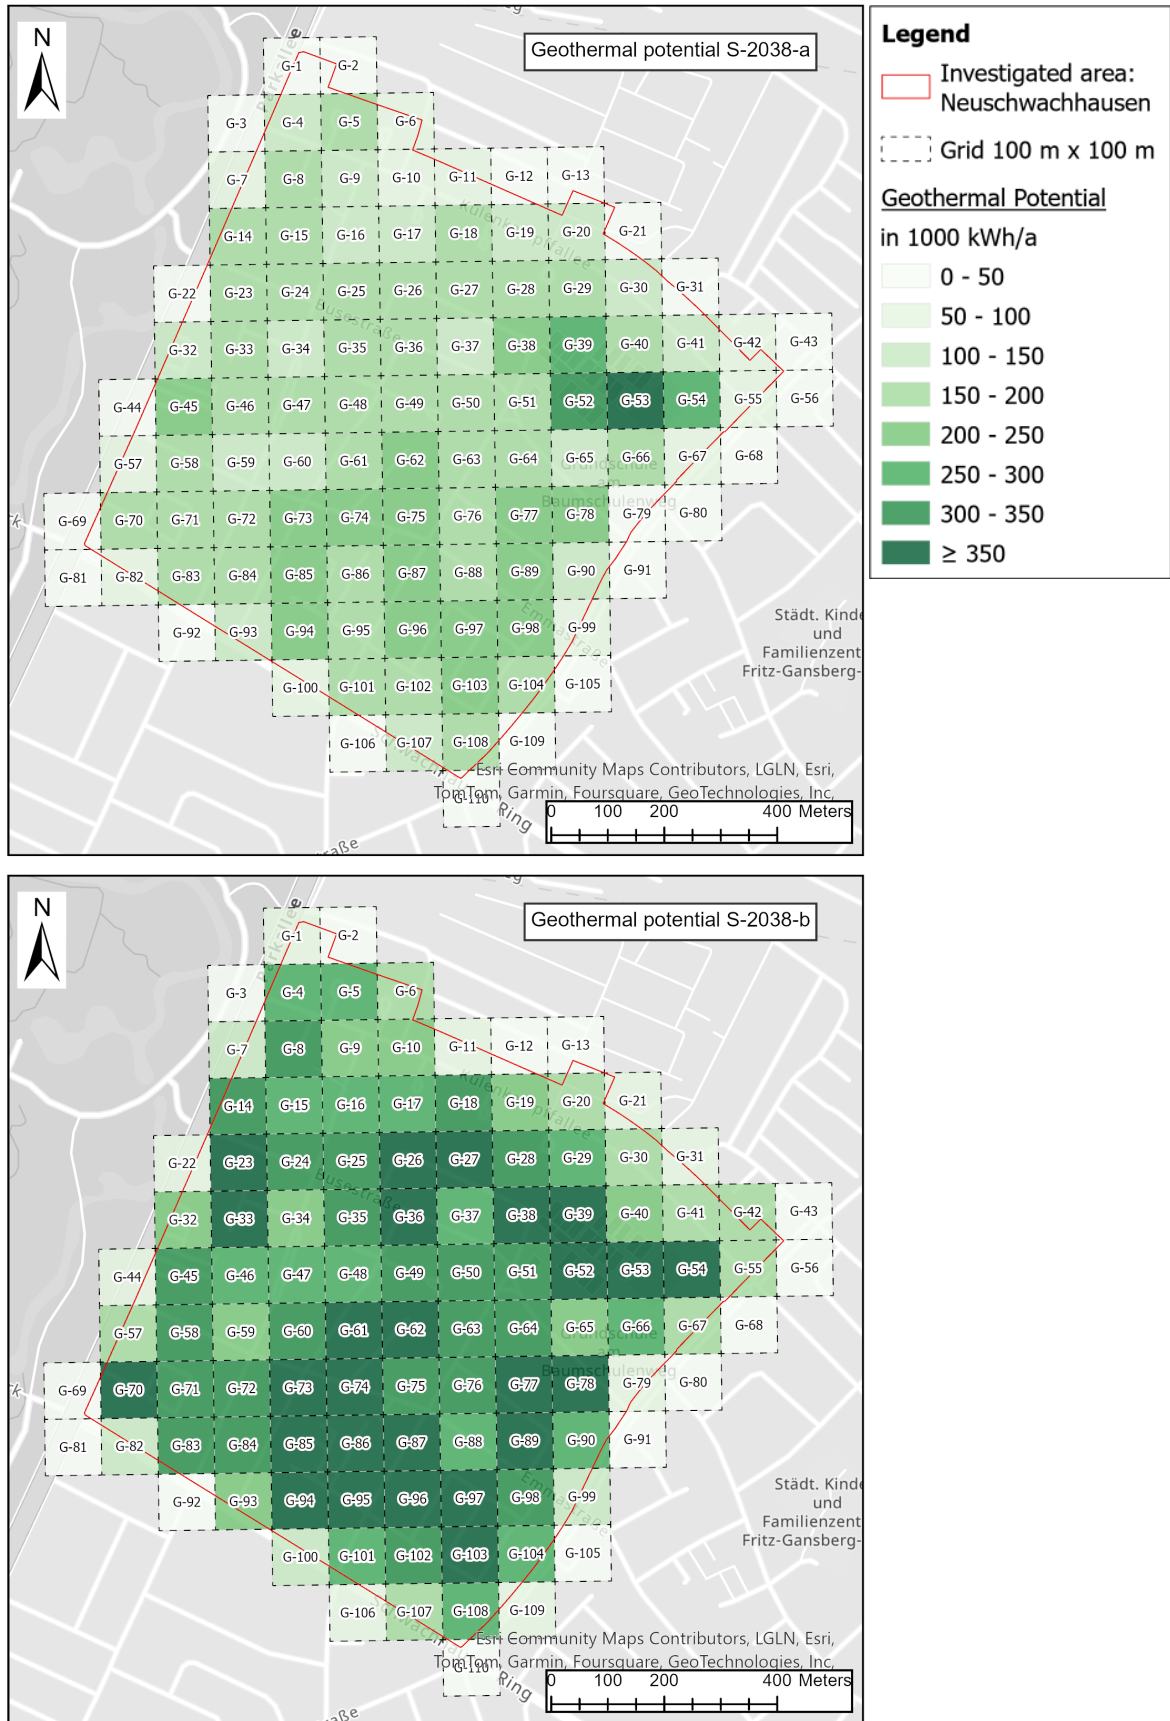 N
Geothermal potential S-2038-a
Parkallee
G-1 G-2
G-3 G-4 G-5 G-6
G-7 G-8 G-9 G-10 G-11 G-12 G-13
G-14 G-15 G-16 G-17 G-18 G-19 G-20 G-21
G-22 G-23 G-24 G-25 G-26 G-27 G-28 G-29 G-30 G-31
Busestraße
G-32 G-33 G-34 G-35 G-36 G-37 G-38 G-39 G-40 G-41 G-42 G-43
G-44 G-45 G-46 G-47 G-48 G-49 G-50 G-51 G-52 G-53 G-54 G-55 G-56
G-57 G-58 G-59 G-60 G-61 G-62 G-63 G-64 G-65 G-66 G-67 G-68
Grundschule
am
Baumschulenweg
G-69 G-70 G-71 G-72 G-73 G-74 G-75 G-76 G-77 G-78 G-79 G-80
G-81 G-82 G-83 G-84 G-85 G-86 G-87 G-88 G-89 G-90 G-91
G-92 G-93 G-94 G-95 G-96 G-97 G-98 G-99
Emmastraße
Städt. Kinde
und
Familienzent
Fritz-Gansberg-
G-100 G-101 G-102 G-103 G-104 G-105
G-106 G-107 G-108 G-109
G-110
Ring
Esri Community Maps Contributors, LGLN, Esri,
TomTom, Garmin, Foursquare, GeoTechnologies, Inc,
0 100 200 400 Meters
Legend
Investigated area:
Neuschwachhausen
Grid 100 m x 100 m
Geothermal Potential
in 1000 kWh/a
0 - 50
50 - 100
100 - 150
150 - 200
200 - 250
250 - 300
300 - 350
≥ 350
N
Geothermal potential S-2038-b
Parkallee
G-1 G-2
G-3 G-4 G-5 G-6
G-7 G-8 G-9 G-10 G-11 G-12 G-13
G-14 G-15 G-16 G-17 G-18 G-19 G-20 G-21
G-22 G-23 G-24 G-25 G-26 G-27 G-28 G-29 G-30 G-31
Busestraße
G-32 G-33 G-34 G-35 G-36 G-37 G-38 G-39 G-40 G-41 G-42 G-43
G-44 G-45 G-46 G-47 G-48 G-49 G-50 G-51 G-52 G-53 G-54 G-55 G-56
G-57 G-58 G-59 G-60 G-61 G-62 G-63 G-64 G-65 G-66 G-67 G-68
Grundschule
am
Baumschulenweg
G-69 G-70 G-71 G-72 G-73 G-74 G-75 G-76 G-77 G-78 G-79 G-80
G-81 G-82 G-83 G-84 G-85 G-86 G-87 G-88 G-89 G-90 G-91
G-92 G-93 G-94 G-95 G-96 G-97 G-98 G-99
Emmastraße
Städt. Kinde
und
Familienzent
Fritz-Gansberg-
G-100 G-101 G-102 G-103 G-104 G-105
G-106 G-107 G-108 G-109
G-110
Ring
Esri Community Maps Contributors, LGLN, Esri,
TomTom, Garmin, Foursquare, GeoTechnologies, Inc,
0 100 200 400 Meters